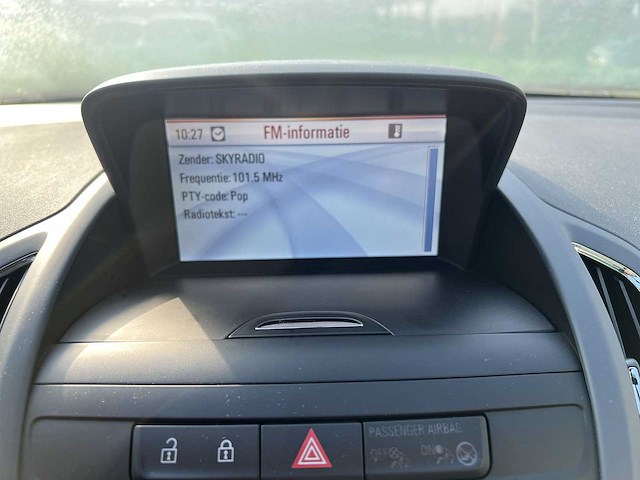 10:27 FM-informatie
Zender: SKYRADIO
Frequentie: 101.5 MHz
PTY-code: Pop
Radiotekst: ---
PASSENGER AIRBAG
OFF ON